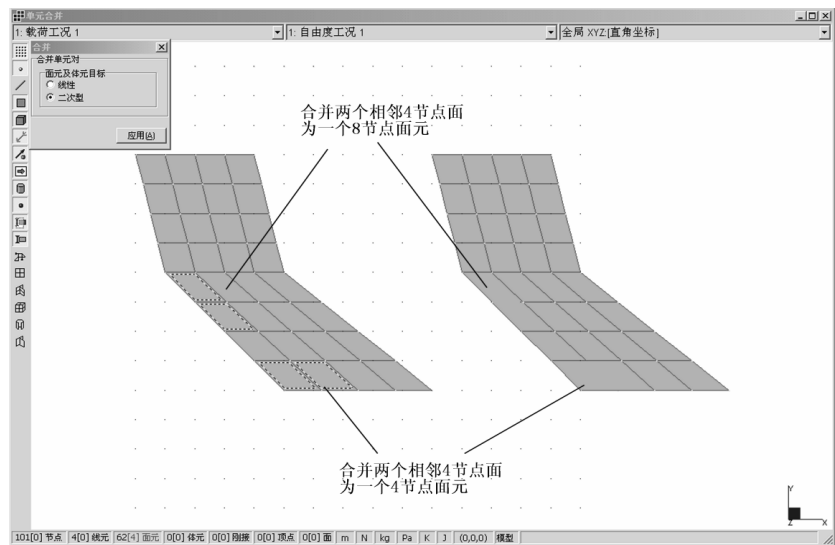 单元合并
1: 载荷工况 1
1: 自由度工况 1
全局 XYZ[直角坐标]
合并
合并单元对
面元及体元目标
线性
二次型
应用(A)
合并两个相邻4节点面
为一个8节点面元
合并两个相邻4节点面
为一个4节点面元
Y
Z X
101[0] 节点 4[0] 线元 62[4] 面元 0[0] 体元 0[0] 刚接 0[0] 顶点 0[0] 面 m N kg Pa K J (0,0,0) 模型